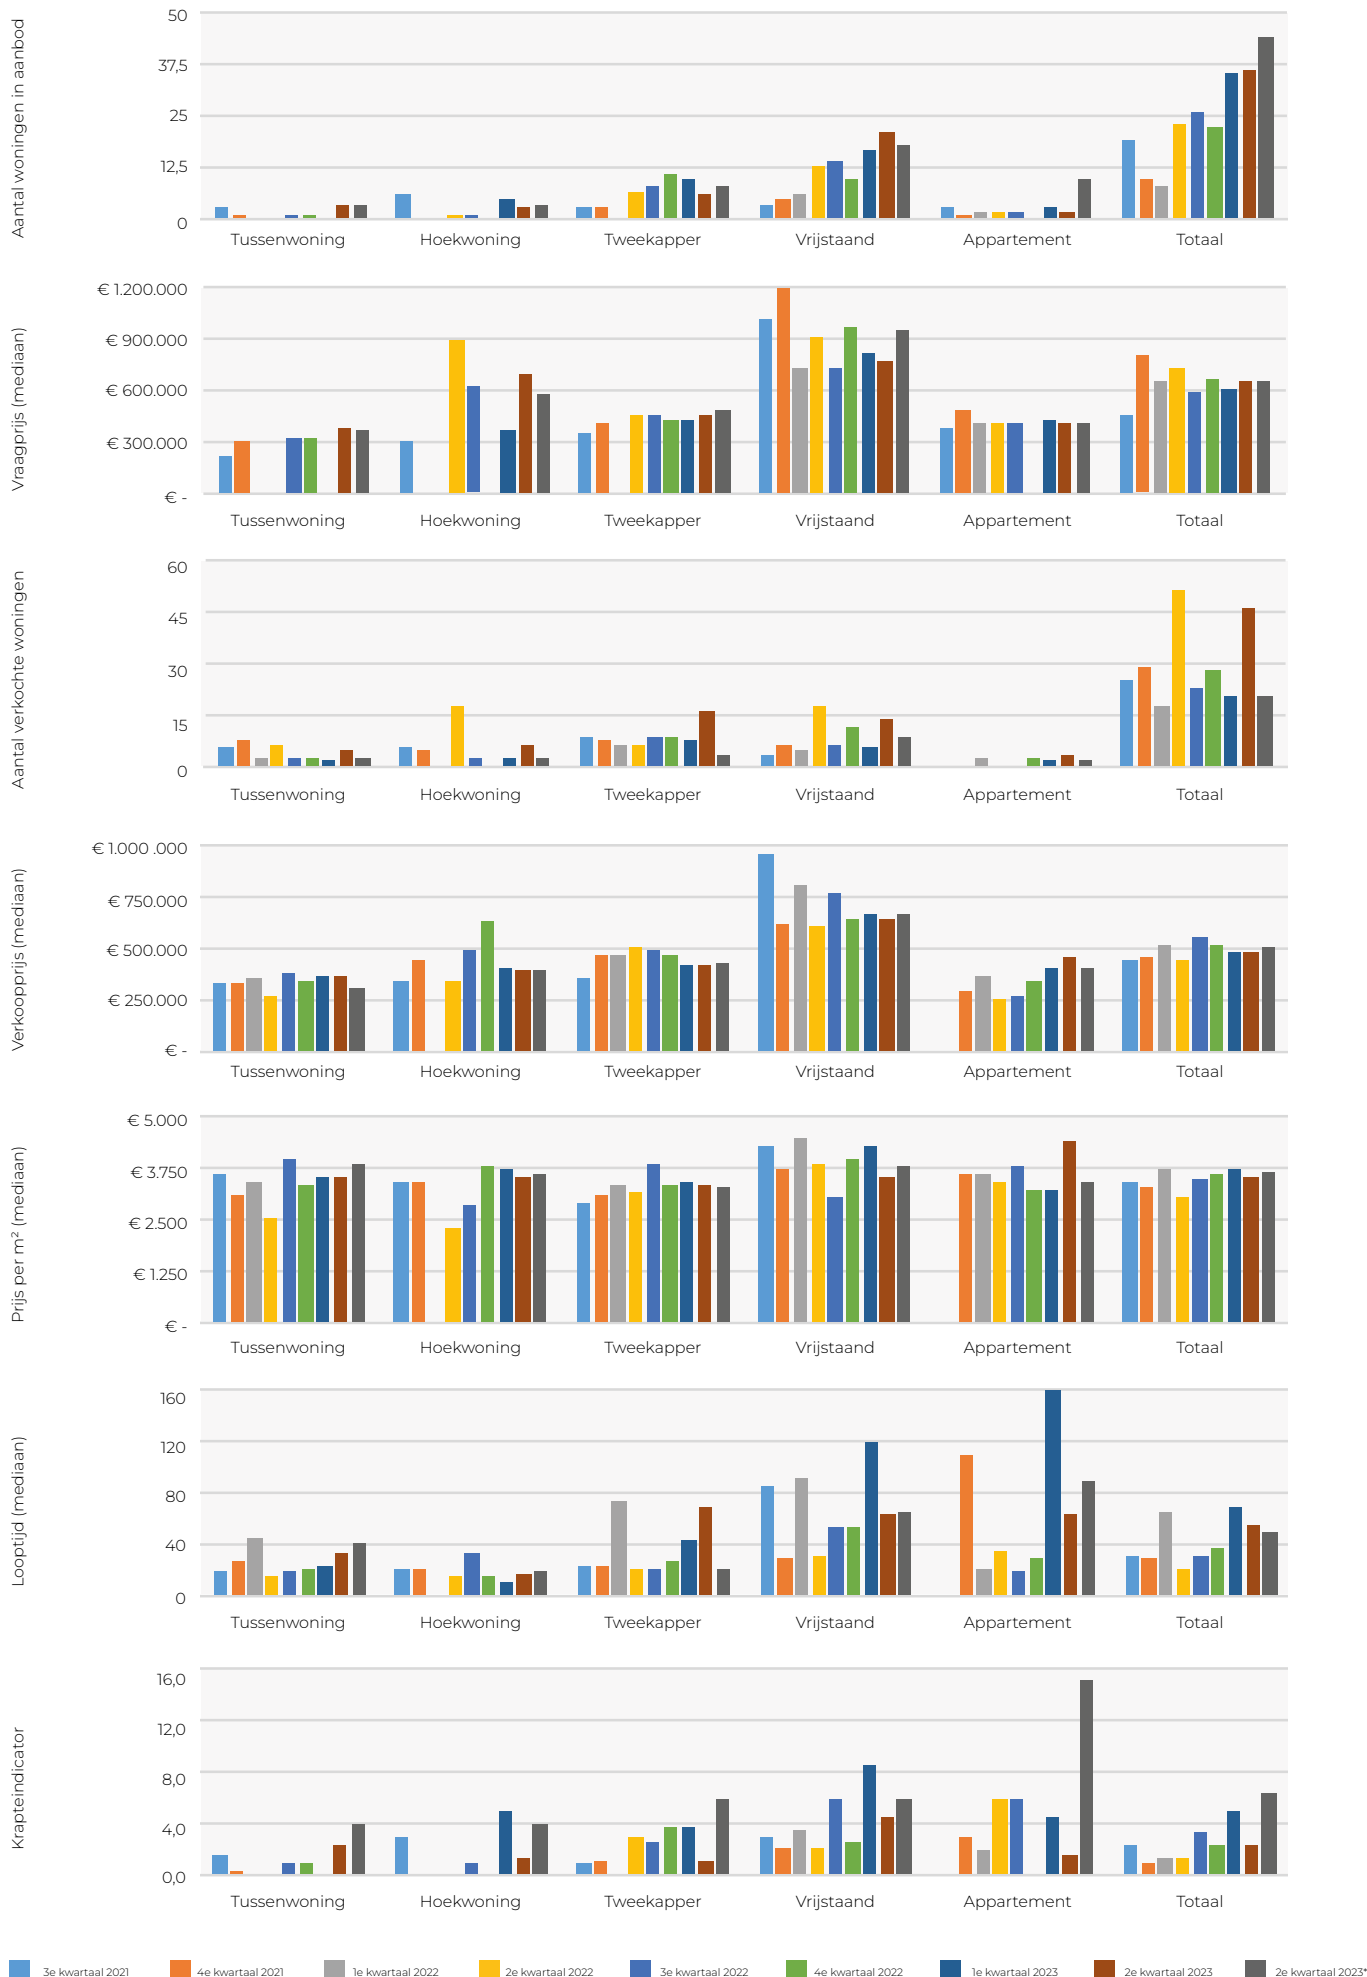 Aantal woningen in aanbod
50
37,5
25
12,5
0
Tussenwoning Hoekwoning Tweekapper Vrijstaand Appartement Totaal
Vraagprijs (mediaan)
€ 1.200.000
€ 900.000
€ 600.000
€ 300.000
€ -
Tussenwoning Hoekwoning Tweekapper Vrijstaand Appartement Totaal
Aantal verkochte woningen
60
45
30
15
0
Tussenwoning Hoekwoning Tweekapper Vrijstaand Appartement Totaal
Verkoopprijs (mediaan)
€ 1.000 .000
€ 750.000
€ 500.000
€ 250.000
€ -
Tussenwoning Hoekwoning Tweekapper Vrijstaand Appartement Totaal
Prijs per m² (mediaan)
€ 5.000
€ 3,750
€ 2.500
€ 1.250
€ -
Tussenwoning Hoekwoning Tweekapper Vrijstaand Appartement Totaal
Looptijd (mediaan)
160
120
80
40
0
Tussenwoning Hoekwoning Tweekapper Vrijstaand Appartement Totaal
Krapteindicator
16,0
12,0
8,0
4,0
0,0
Tussenwoning Hoekwoning Tweekapper Vrijstaand Appartement Totaal
3e kwartaal 2021 4e kwartaal 2021 1e kwartaal 2022 2e kwartaal 2022 3e kwartaal 2022 4e kwartaal 2022 1e kwartaal 2023 2e kwartaal 2023 2e kwartaal 2023*